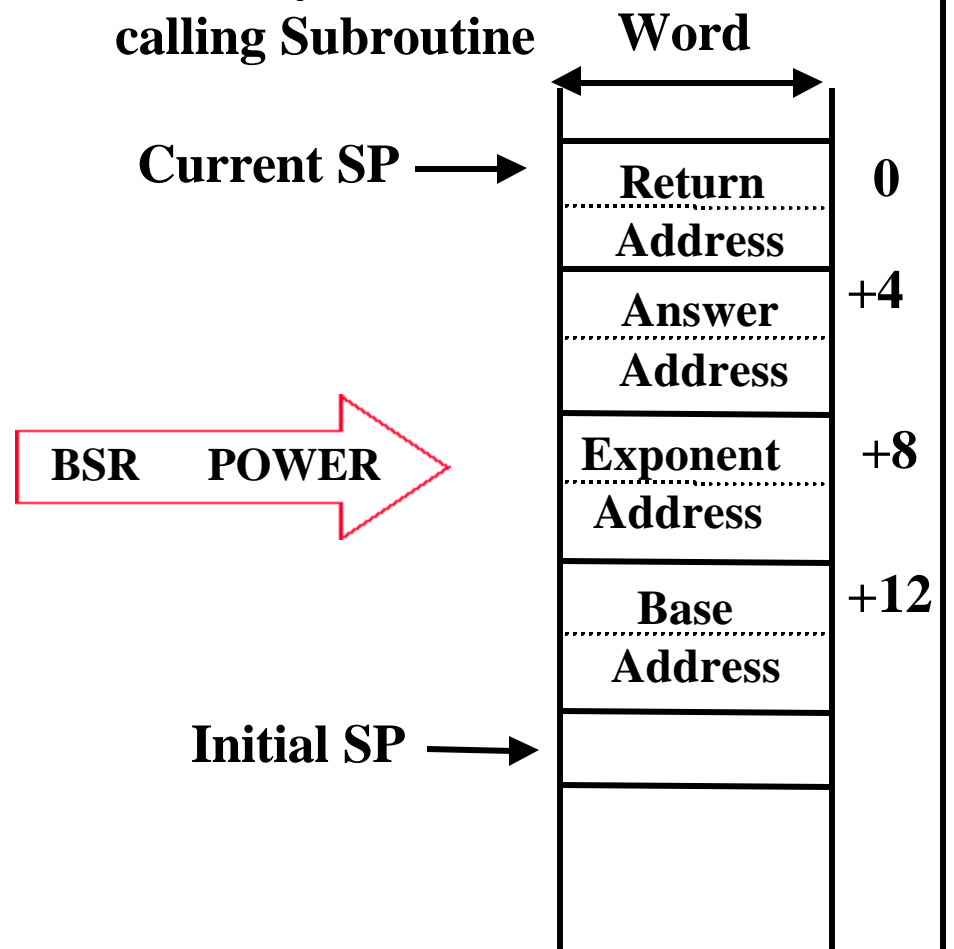 calling Subroutine
Word
Current SP
Return
Address
0
Answer
Address
+4
BSR POWER
Exponent
Address
+8
Base
Address
+12
Initial SP